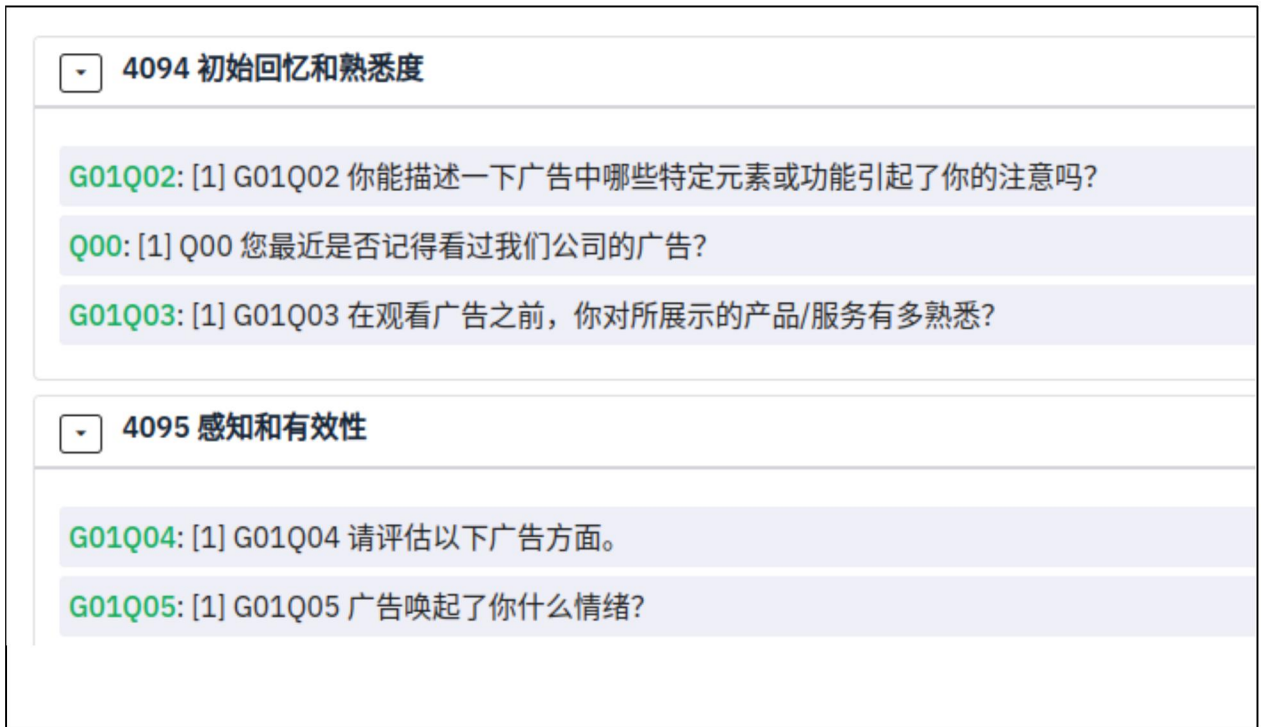 4094 初始回忆和熟悉度
G01Q02: [1] G01Q02 你能描述一下广告中哪些特定元素或功能引起了你的注意吗?
Q00: [1] Q00 您最近是否记得看过我们公司的广告?
G01Q03: [1] G01Q03 在观看广告之前，你对所展示的产品/服务有多熟悉?
4095 感知和有效性
G01Q04: [1] G01Q04 请评估以下广告方面。
G01Q05: [1] G01Q05 广告唤起了你什么情绪?